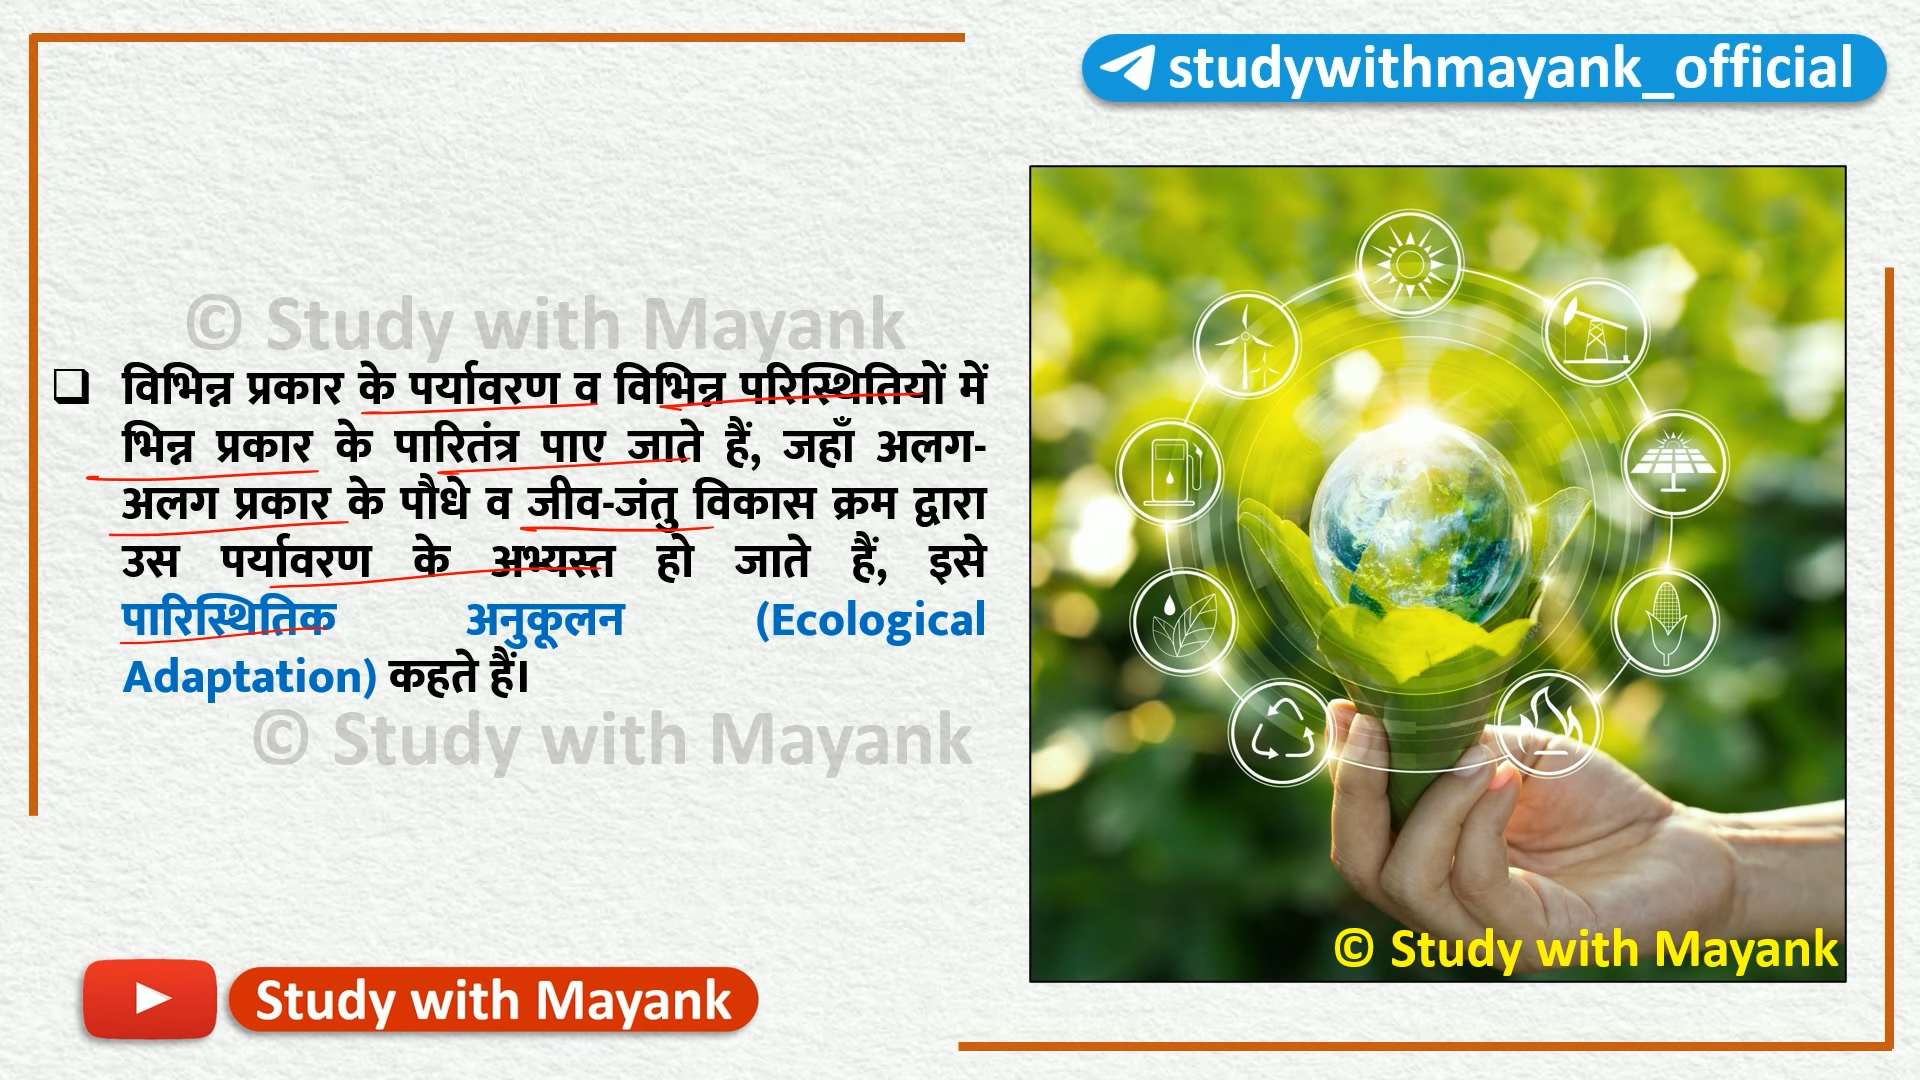 studywithmayank_official
© Study with Mayank
❑ विभिन्न प्रकार के पर्यावरण व विभिन्न परिस्थितियों में
भिन्न प्रकार के पारितंत्र पाए जाते हैं, जहाँ अलग-
अलग प्रकार के पौधे व जीव-जंतु विकास क्रम द्वारा
उस पर्यावरण के अभ्यस्त हो जाते हैं, इसे
पारिस्थितिक अनुकूलन (Ecological
Adaptation) कहते हैं।
© Study with Mayank
© Study with Mayank
Study with Mayank